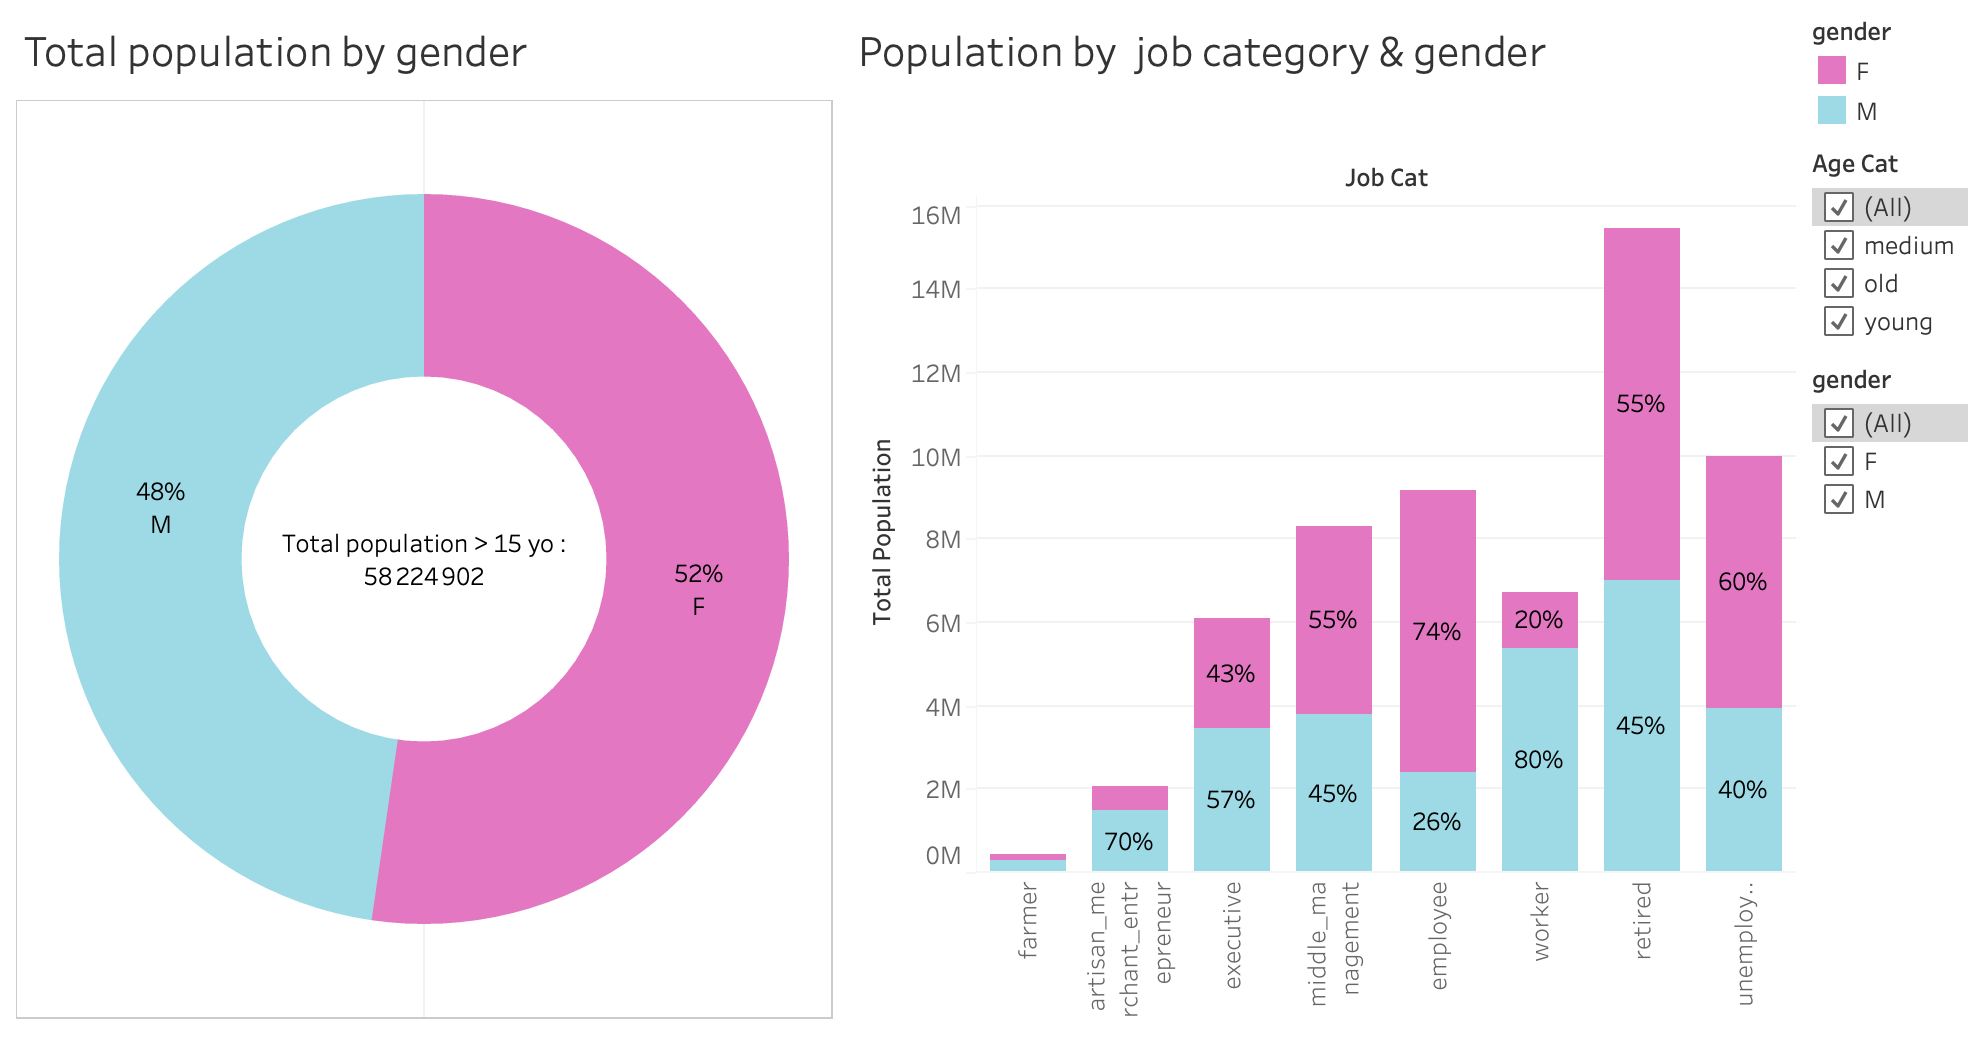 Total population by gender
48%
M
Total population > 15 yo :
58 224 902
52%
F
Population by  job category & gender
Job Cat
Total Population
16M
14M
12M
10M
8M
6M
4M
2M
0M
70%
43%
57%
55%
45%
74%
26%
20%
80%
55%
45%
60%
40%
farmer
artisan_me
rchant_entr
epreneur
executive
middle_ma
nagement
employee
worker
retired
unemploy..
gender
F
M
Age Cat
(All)
medium
old
young
gender
(All)
F
M